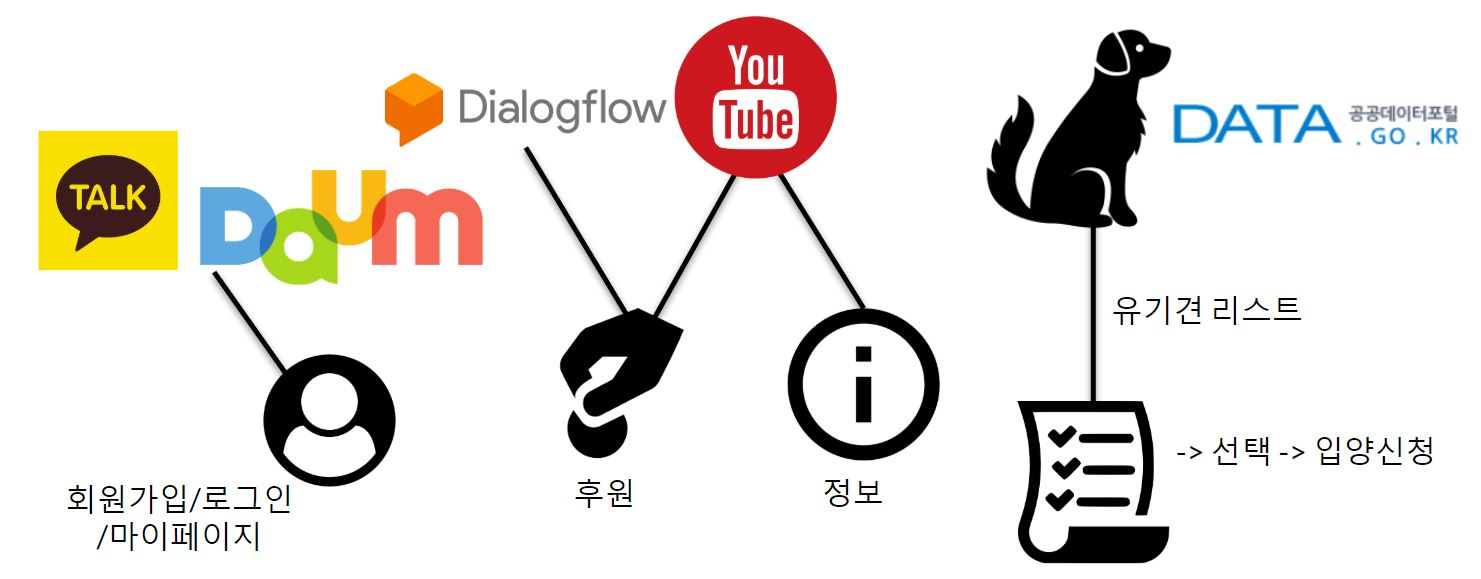 TALK
Daum
Dialogflow
You
Tube
DATA 공공데이터포털
. GO . KR
유기견 리스트
-> 선택 -> 입양신청
회원가입/로그인
/마이페이지
후원
i
정보